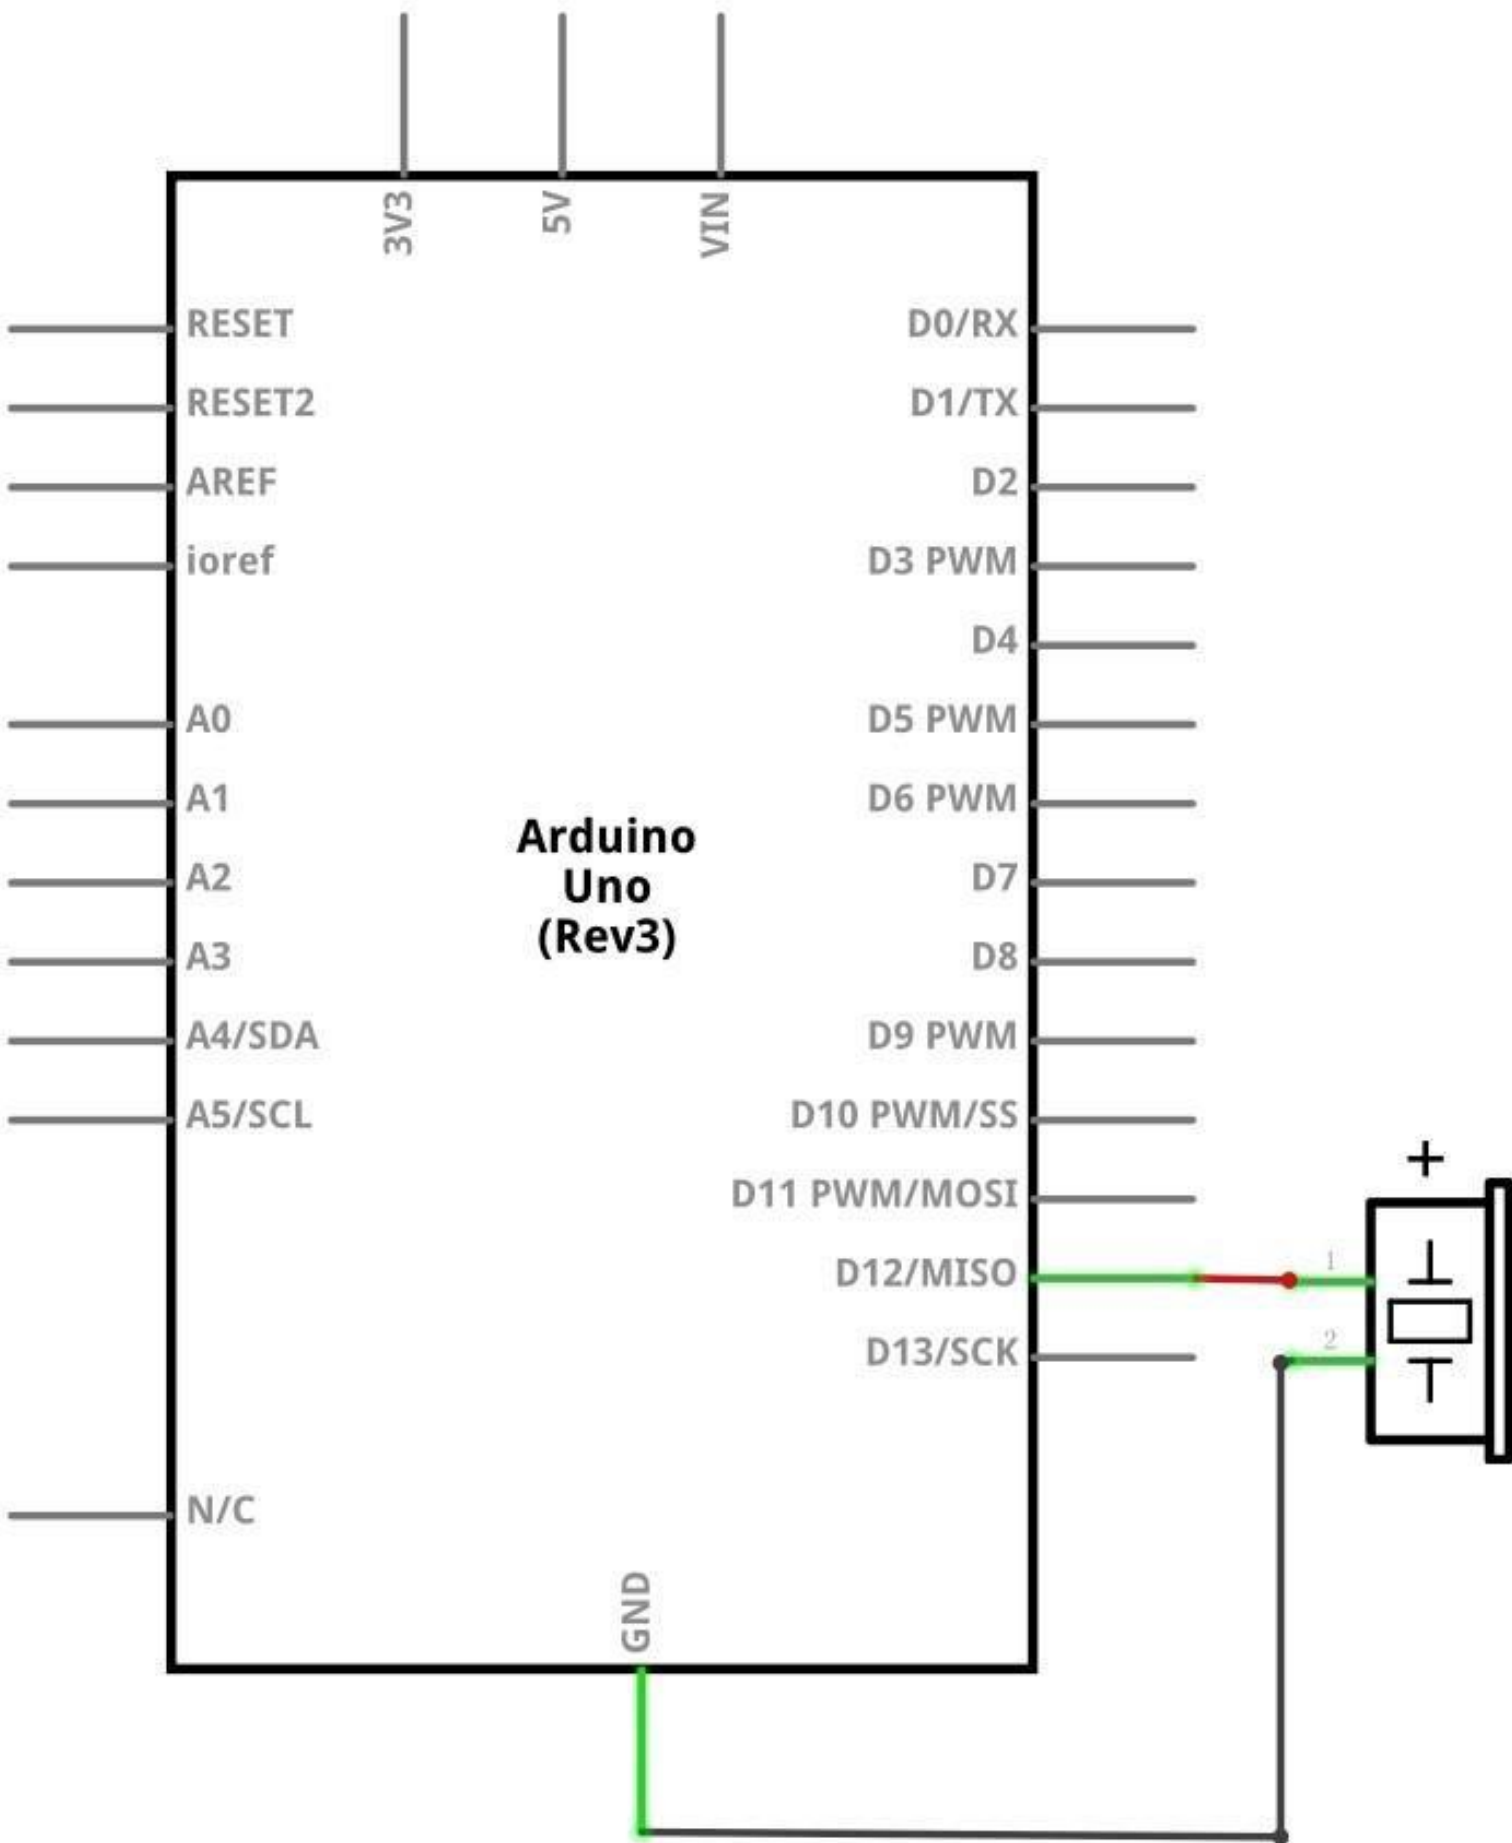 3V3
5V
VIN
RESET
D0/RX
RESET2
D1/TX
AREF
D2
ioref
D3 PWM
D4
A0
D5 PWM
A1
D6 PWM
Arduino
Uno
(Rev3)
A2
D7
A3
D8
A4/SDA
D9 PWM
A5/SCL
D10 PWM/SS
+
D11 PWM/MOSI
D12/MISO
1
D13/SCK
2
N/C
GND